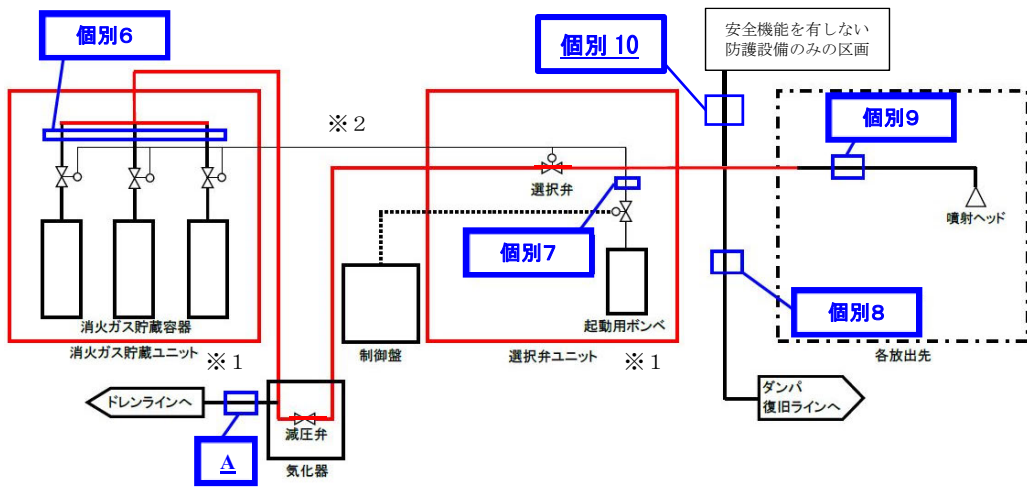 個別6
個別 10
安全機能を有しない
防護設備のみの区画
※2
個別9
選択弁
噴射ヘッド
個別7
個別8
消火ガス貯蔵容器
消火ガス貯蔵ユニット
※1
制御盤
起動用ボンベ
選択弁ユニット
※1
各放出先
ドレンラインへ
減圧弁
気化器
ダンパ
復旧ラインへ
A